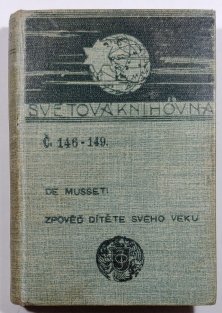 SVĚTOVÁ KNIHOVNA
Č. 146-149.
DE MUSSET:
ZPOVĚĎ DÍTĚTE SVÉHO VĚKU